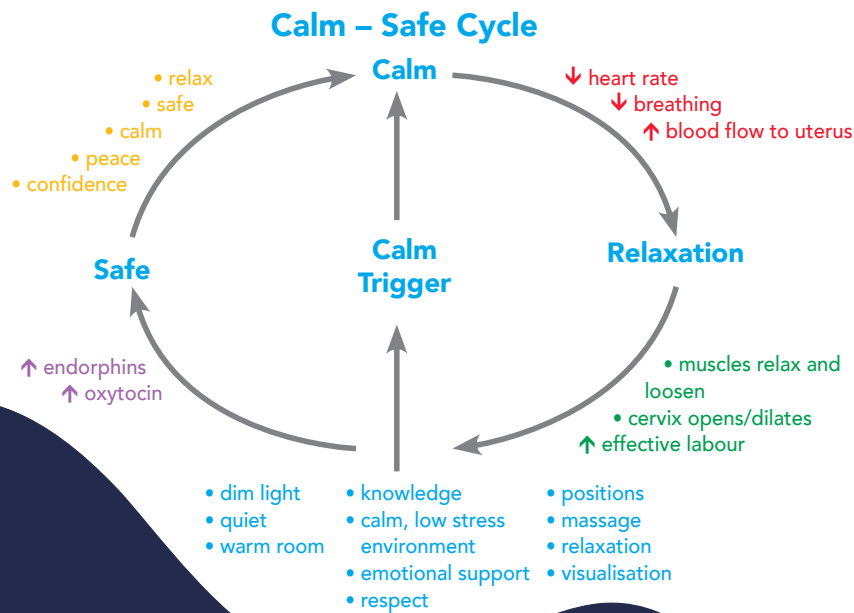 Calm – Safe Cycle
Calm
• relax
• safe
• calm
• peace
• confidence
↓ heart rate
↓ breathing
↑ blood flow to uterus
Safe
Calm
Trigger
Relaxation
↑ endorphins
↑ oxytocin
• muscles relax and
loosen
• cervix opens/dilates
↑ effective labour
• dim light
• quiet
• warm room
• knowledge
• calm, low stress
environment
• emotional support
• respect
• positions
• massage
• relaxation
• visualisation